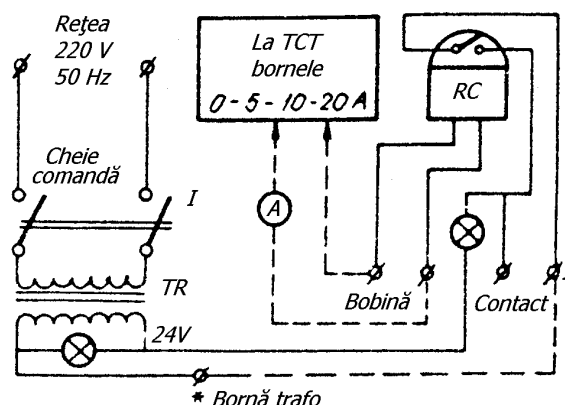 Rețea
220 V
50 Hz
La TCT
bornele
0 - 5 - 10 - 20 A
RC
Cheie
comandă
I
A
TR
Bobină
Contact
24V
* Bornă trafo